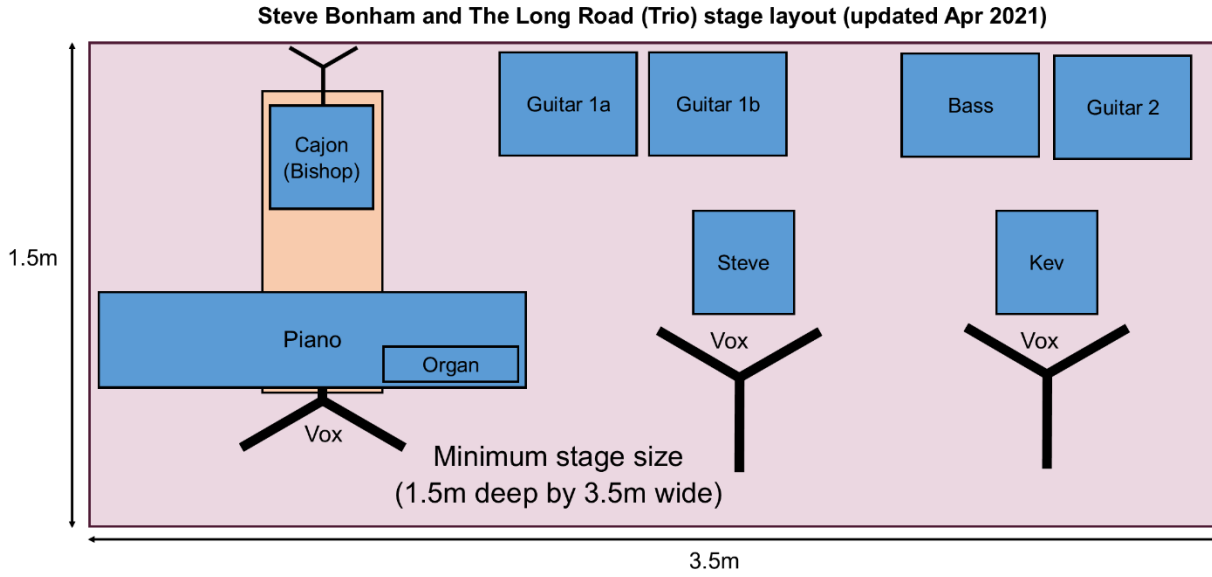 Steve Bonham and The Long Road (Trio) stage layout (updated Apr 2021)
Guitar 1a
Guitar 1b
Bass
Guitar 2
Cajon
(Bishop)
1.5m
Steve
Kev
Piano
Vox
Vox
Organ
Vox
Minimum stage size
(1.5m deep by 3.5m wide)
3.5m